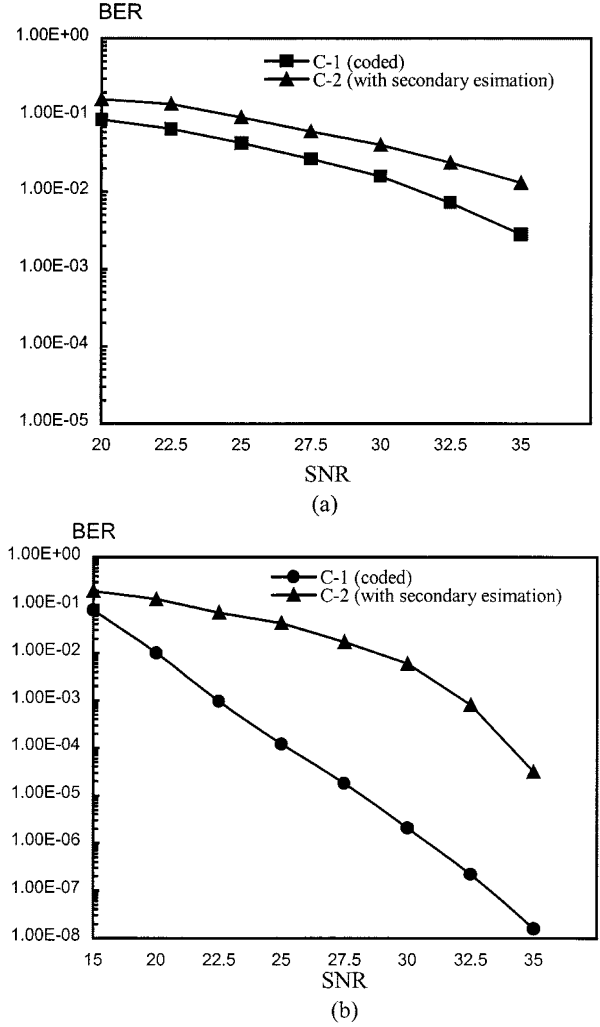 BER
1.00E+00
C-1 (coded)
C-2 (with secondary esimation)
1.00E-01
1.00E-02
1.00E-03
1.00E-04
1.00E-05
20 22.5 25 27.5 30 32.5 35
SNR
(a)
BER
1.00E+00
C-1 (coded)
C-2 (with secondary esimation)
1.00E-01
1.00E-02
1.00E-03
1.00E-04
1.00E-05
1.00E-06
1.00E-07
1.00E-08
15 20 22.5 25 27.5 30 32.5 35
SNR
(b)